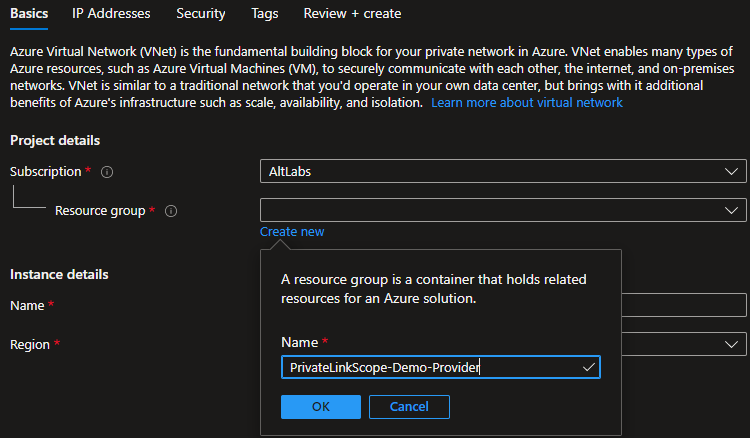 Basics IP Addresses Security Tags Review + create
Azure Virtual Network (VNet) is the fundamental building block for your private network in Azure. VNet enables many types of
Azure resources, such as Azure Virtual Machines (VM), to securely communicate with each other, the internet, and on-premises
networks. VNet is similar to a traditional network that you'd operate in your own data center, but brings with it additional
benefits of Azure's infrastructure such as scale, availability, and isolation. Learn more about virtual network
Project details
Subscription * AltLabs
Resource group *
Create new
A resource group is a container that holds related
resources for an Azure solution.
Name *
PrivateLinkScope-Demo-Provider
OK Cancel
Instance details
Name *
Region *